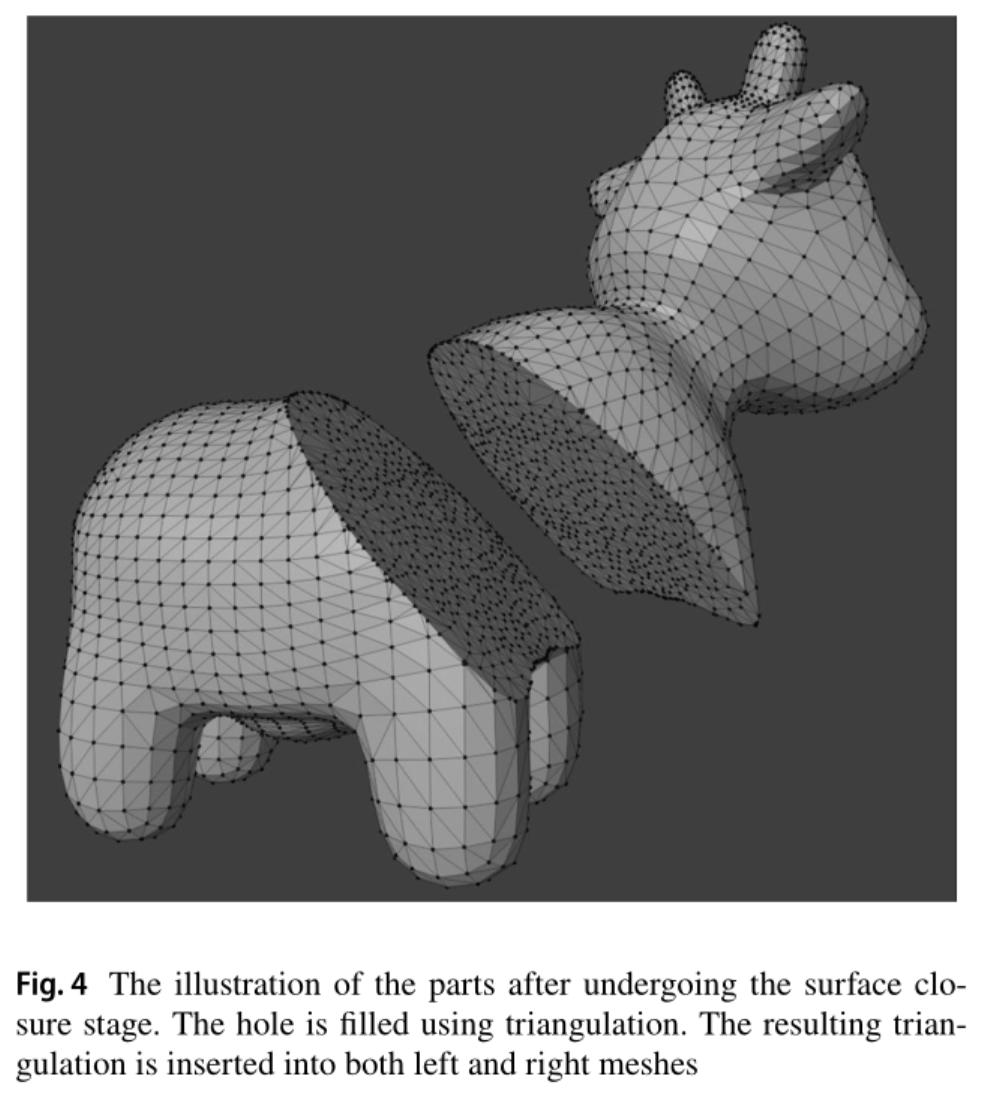 Fig. 4 The illustration of the parts after undergoing the surface clo-
sure stage. The hole is filled using triangulation. The resulting trian-
gulation is inserted into both left and right meshes